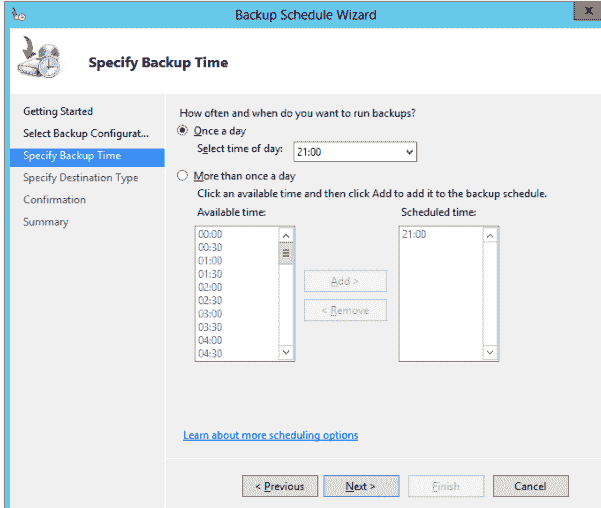 Backup Schedule Wizard
x
Specify Backup Time
Getting Started
Select Backup Configurat...
Specify Backup Time
Specify Destination Type
Confirmation
Summary
How often and when do you want to run backups?
Once a day
Select time of day: 21:00
More than once a day
Click an available time and then click Add to add it to the backup schedule.
Available time: Scheduled time:
00:00 21:00
00:30
01:00
01:30
02:00
02:30
03:00
03:30
04:00
04:30
Add >
< Remove
Learn about more scheduling options
< Previous Next > Finish Cancel